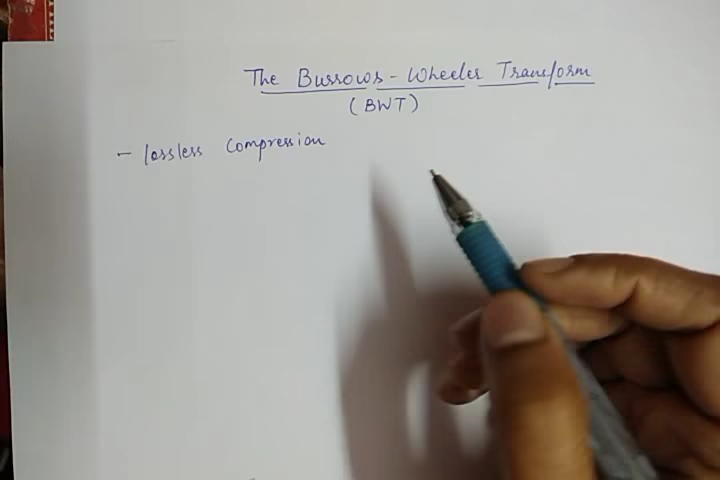 The Burrows - Wheeler Transform
(BWT)
- lossless compression